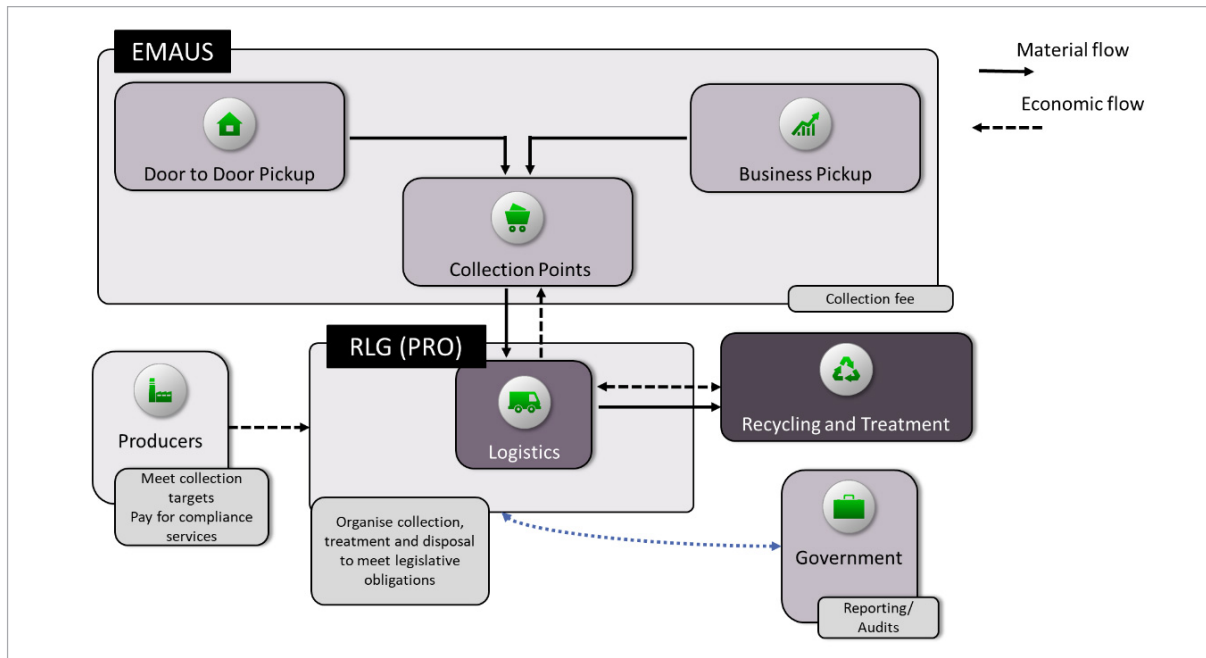 EMAUS
Material flow
Economic flow
Door to Door Pickup
Business Pickup
Collection Points
Collection fee
RLG (PRO)
Producers
Logistics
Recycling and Treatment
Meet collection
targets
Pay for compliance
services
Organise collection,
treatment and disposal
to meet legislative
obligations
Government
Reporting/
Audits